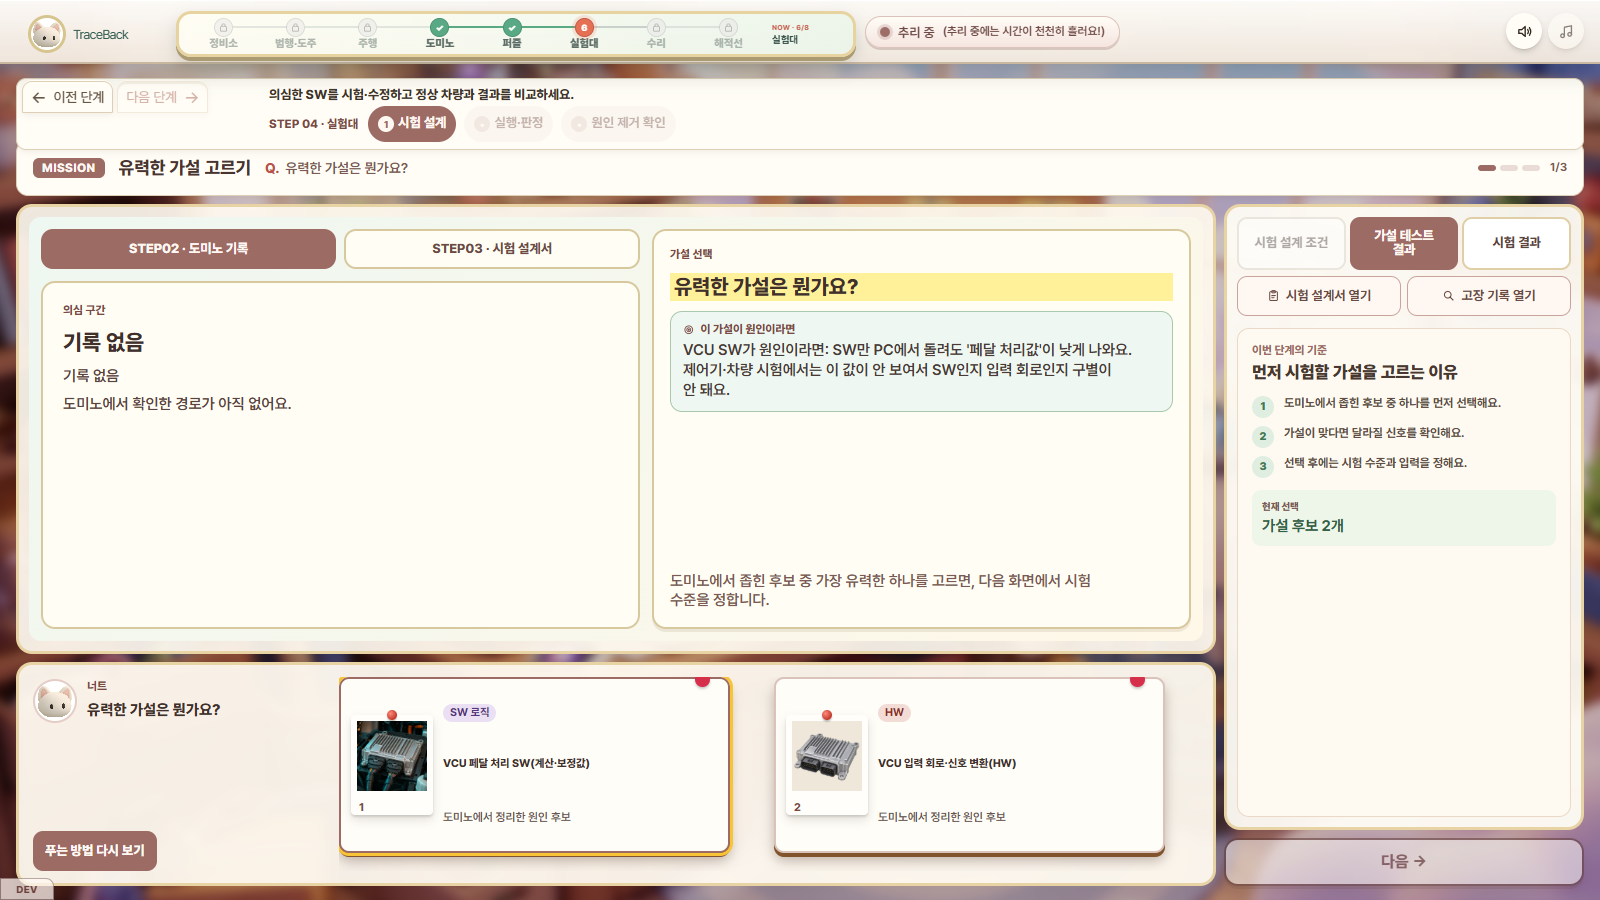 TraceBack
정비소
범행·도주
주행
도미노
퍼즐
6
실험대
수리
해적선
NOW · 6/8
실험대
추리 중 (추리 중에는 시간이 천천히 흘러요!)
← 이전 단계
다음 단계 →
의심한 SW를 시험·수정하고 정상 차량과 결과를 비교하세요.
STEP 04 · 실험대
1 시험 설계
실행·판정
원인 제거 확인
MISSION 유력한 가설 고르기 Q. 유력한 가설은 뭔가요?
1/3
STEP02 · 도미노 기록
STEP03 · 시험 설계서
의심 구간
기록 없음
기록 없음
도미노에서 확인한 경로가 아직 없어요.
가설 선택
유력한 가설은 뭔가요?
이 가설이 원인이라면
VCU SW가 원인이라면: SW만 PC에서 돌려도 '페달 처리값'이 낮게 나와요.
제어기·차량 시험에서는 이 값이 안 보여서 SW인지 입력 회로인지 구별이
안 돼요.
도미노에서 좁힌 후보 중 가장 유력한 하나를 고르면, 다음 화면에서 시험
수준을 정합니다.
시험 설계 조건
가설 테스트
결과
시험 결과
시험 설계서 열기
고장 기록 열기
이번 단계의 기준
먼저 시험할 가설을 고르는 이유
1 도미노에서 좁힌 후보 중 하나를 먼저 선택해요.
2 가설이 맞다면 달라질 신호를 확인해요.
3 선택 후에는 시험 수준과 입력을 정해요.
현재 선택
가설 후보 2개
너트
유력한 가설은 뭔가요?
푸는 방법 다시 보기
SW 로직
VCU 페달 처리 SW(계산·보정값)
1
도미노에서 정리한 원인 후보
HW
VCU 입력 회로·신호 변환(HW)
2
도미노에서 정리한 원인 후보
다음 →
DEV